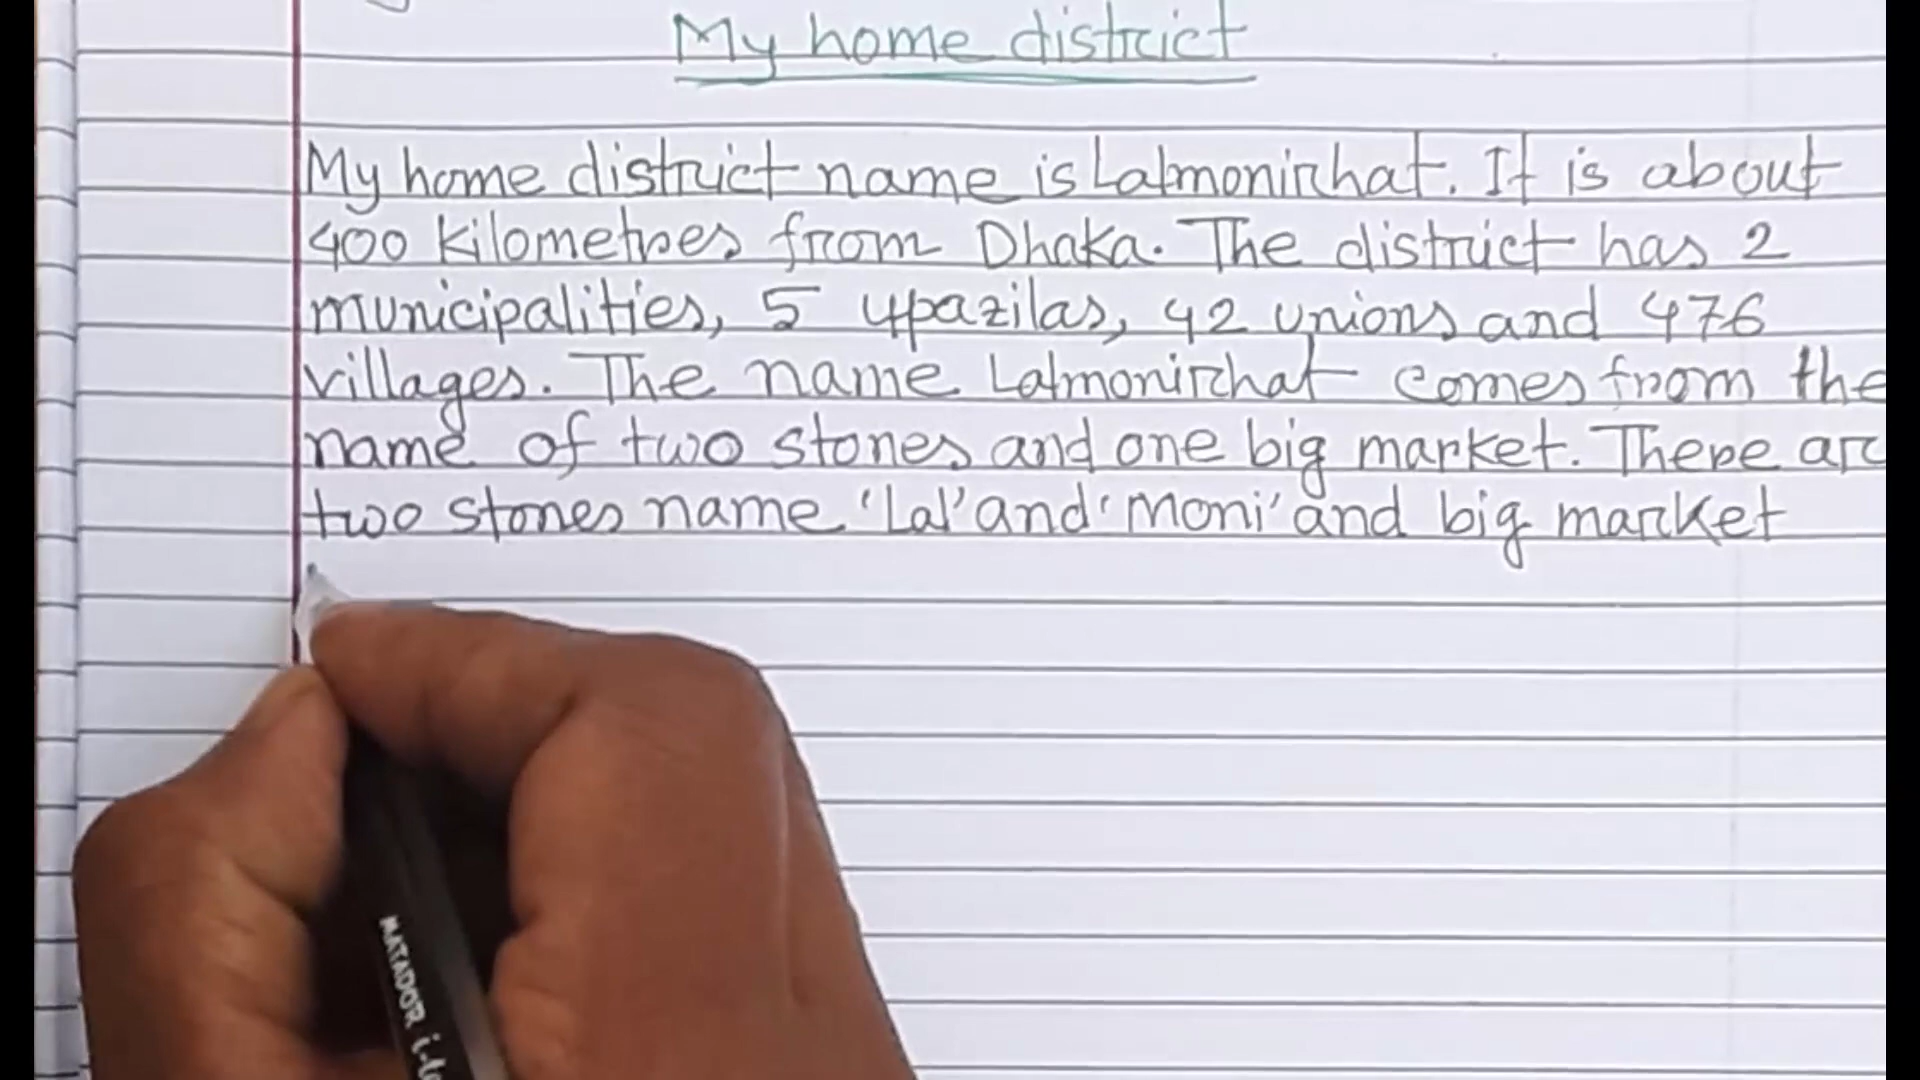 My home district
My home district name is Lalmonirhat. It is about
400 kilometres from Dhaka. The district has 2
municipalities, 5 upazilas, 42 unions and 476
villages. The name Lalmonirhat comes from the
name of two stones and one big market. There are
two stones name 'Lal' and 'Moni' and big market
MATADOR